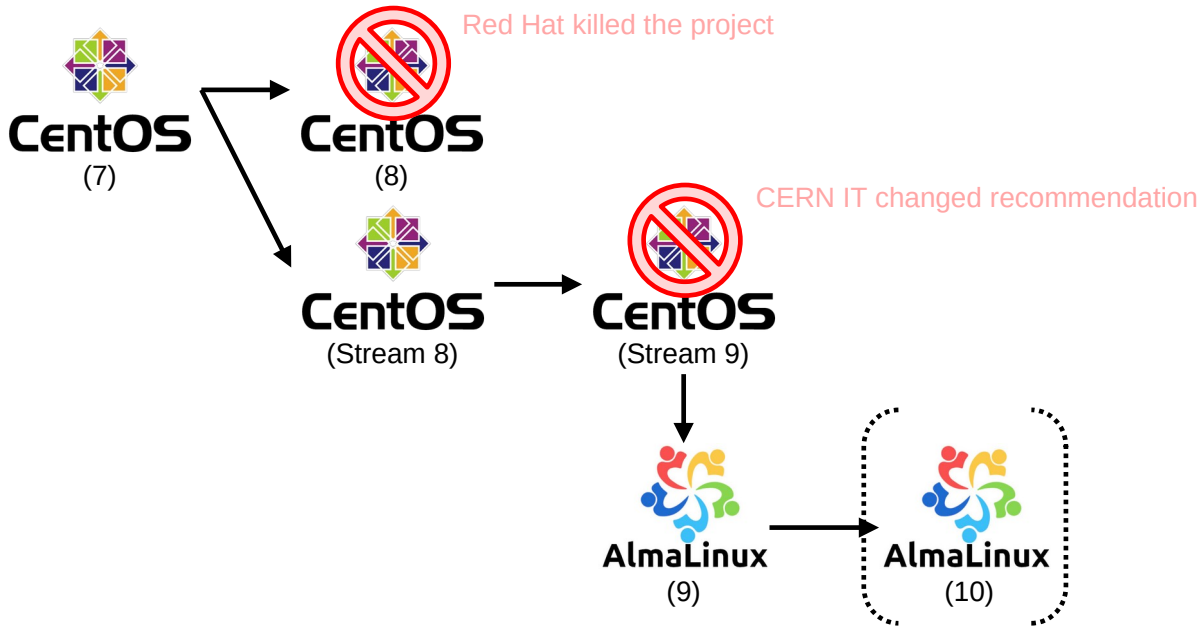 Red Hat killed the project
CentOS
(7)
CentOS
(8)
CERN IT changed recommendation
CentOS
(Stream 8)
CentOS
(Stream 9)
AlmaLinux
(9)
AlmaLinux
(10)